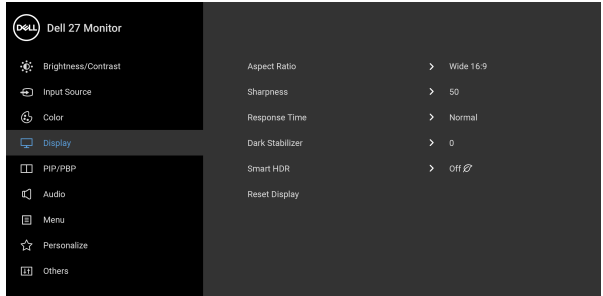 DELL Dell 27 Monitor
Brightness/Contrast
Input Source
Color
Display
PIP/PBP
Audio
Menu
Personalize
Others
Aspect Ratio Wide 16:9
Sharpness 50
Response Time Normal
Dark Stabilizer 0
Smart HDR Off
Reset Display